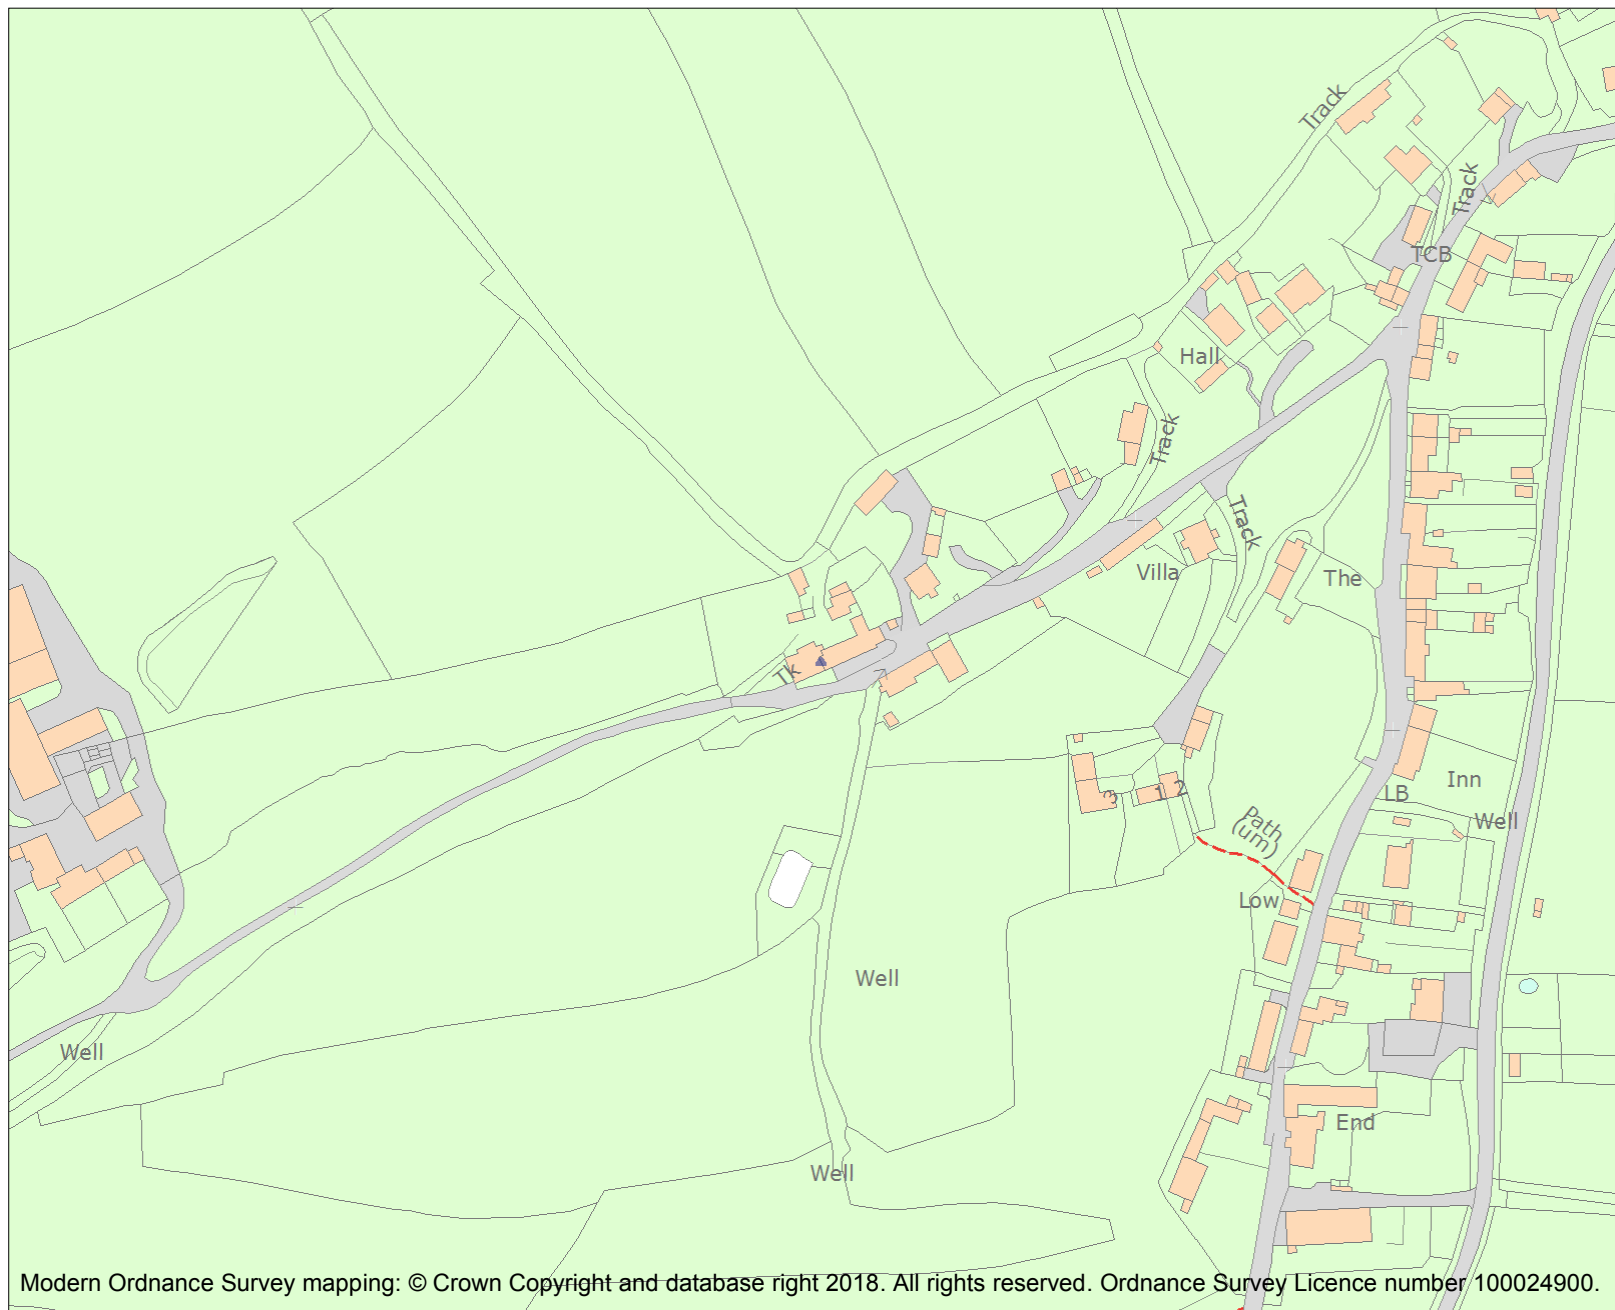 Track
Track
TCB
Hall
Track
Track
Villa
The
Tk
Inn
3
1
2
LB
Path
(um)
Well
Low
Well
Well
End
Well
Modern Ordnance Survey mapping: © Crown Copyright and database right 2018. All rights reserved. Ordnance Survey Licence number 100024900.